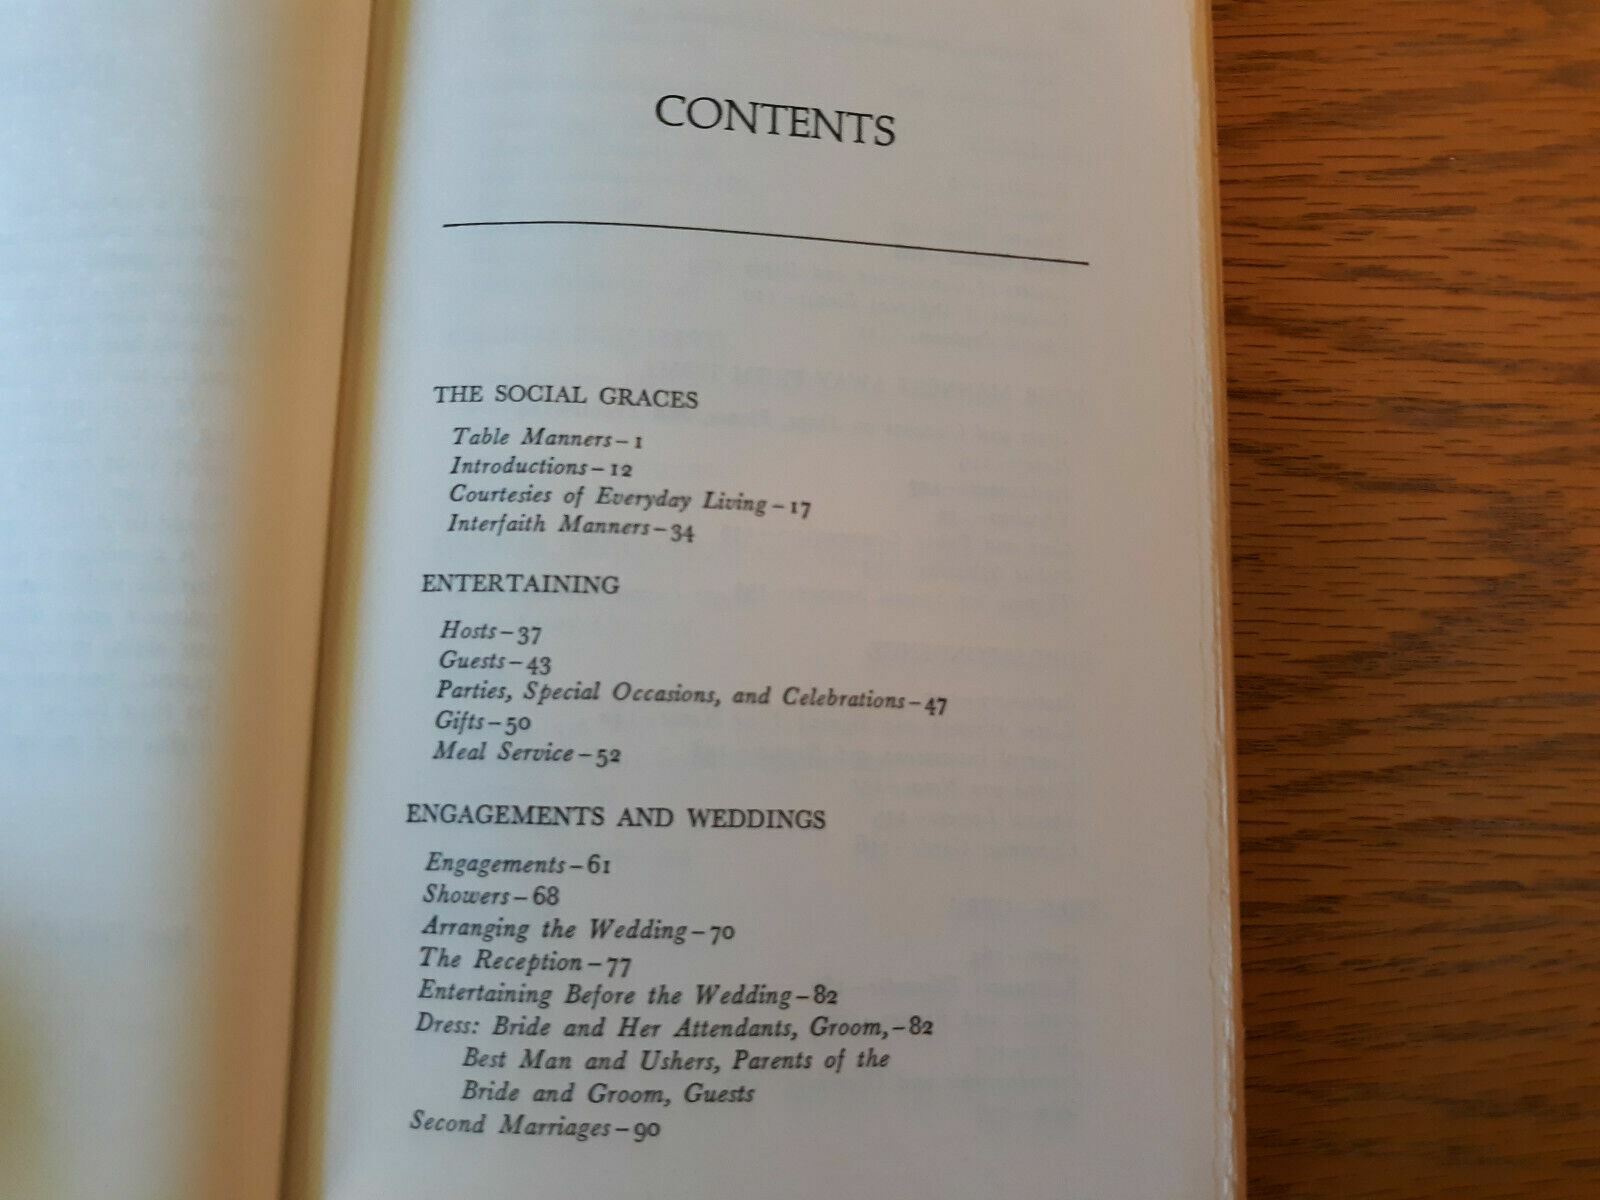 CONTENTS
THE SOCIAL GRACES
Table Manners–1
Introductions–12
Courtesies of Everyday Living–17
Interfaith Manners–34
ENTERTAINING
Hosts–37
Guests–43
Parties, Special Occasions, and Celebrations–47
Gifts–50
Meal Service–52
ENGAGEMENTS AND WEDDINGS
Engagements–61
Showers–68
Arranging the Wedding–70
The Reception–77
Entertaining Before the Wedding–82
Dress: Bride and Her Attendants, Groom,–82
Best Man and Ushers, Parents of the
Bride and Groom, Guests
Second Marriages–90